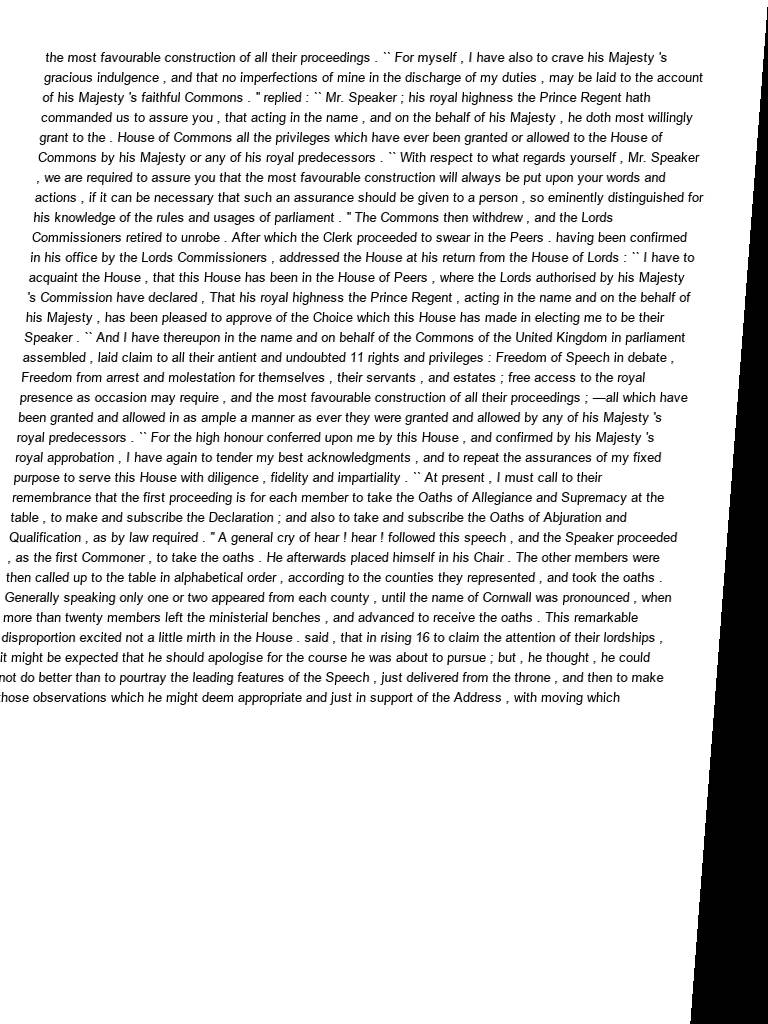 the most favourable construction of all their proceedings . `` For myself , I have also to crave his Majesty 's
gracious indulgence , and that no imperfections of mine in the discharge of my duties , may be laid to the account
of his Majesty 's faithful Commons . " replied : `` Mr. Speaker ; his royal highness the Prince Regent hath
commanded us to assure you , that acting in the name , and on the behalf of his Majesty , he doth most willingly
grant to the . House of Commons all the privileges which have ever been granted or allowed to the House of
Commons by his Majesty or any of his royal predecessors . `` With respect to what regards yourself , Mr. Speaker
, we are required to assure you that the most favourable construction will always be put upon your words and
actions , if it can be necessary that such an assurance should be given to a person , so eminently distinguished for
his knowledge of the rules and usages of parliament . " The Commons then withdrew , and the Lords
Commissioners retired to unrobe . After which the Clerk proceeded to swear in the Peers . having been confirmed
in his office by the Lords Commissioners , addressed the House at his return from the House of Lords : `` I have to
acquaint the House , that this House has been in the House of Peers , where the Lords authorised by his Majesty
's Commission have declared , That his royal highness the Prince Regent , acting in the name and on the behalf of
his Majesty , has been pleased to approve of the Choice which this House has made in electing me to be their
Speaker . `` And I have thereupon in the name and on behalf of the Commons of the United Kingdom in parliament
assembled , laid claim to all their antient and undoubted 11 rights and privileges : Freedom of Speech in debate ,
Freedom from arrest and molestation for themselves , their servants , and estates ; free access to the royal
presence as occasion may require , and the most favourable construction of all their proceedings ; —all which have
been granted and allowed in as ample a manner as ever they were granted and allowed by any of his Majesty 's
royal predecessors . `` For the high honour conferred upon me by this House , and confirmed by his Majesty 's
royal approbation , I have again to tender my best acknowledgments , and to repeat the assurances of my fixed
purpose to serve this House with diligence , fidelity and impartiality . `` At present , I must call to their
remembrance that the first proceeding is for each member to take the Oaths of Allegiance and Supremacy at the
table , to make and subscribe the Declaration ; and also to take and subscribe the Oaths of Abjuration and
Qualification , as by law required . " A general cry of hear ! hear ! followed this speech , and the Speaker proceeded
, as the first Commoner , to take the oaths . He afterwards placed himself in his Chair . The other members were
then called up to the table in alphabetical order , according to the counties they represented , and took the oaths .
Generally speaking only one or two appeared from each county , until the name of Cornwall was pronounced , when
more than twenty members left the ministerial benches , and advanced to receive the oaths . This remarkable
disproportion excited not a little mirth in the House . said , that in rising 16 to claim the attention of their lordships ,
it might be expected that he should apologise for the course he was about to pursue ; but , he thought , he could
not do better than to pourtray the leading features of the Speech , just delivered from the throne , and then to make
those observations which he might deem appropriate and just in support of the Address , with moving which